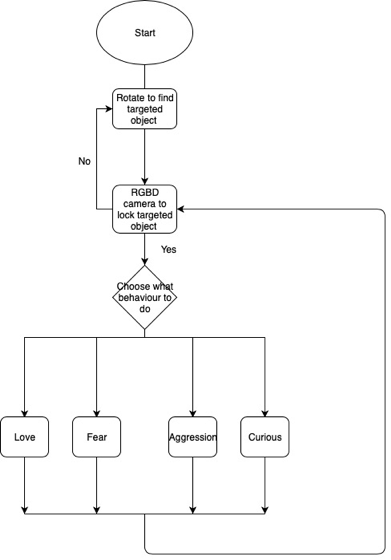 Start
Rotate to find
targeted
object
No
RGBD
camera to
lock targeted
object
Yes
Choose what
behaviour to
do
Love
Fear
Aggression
Curious